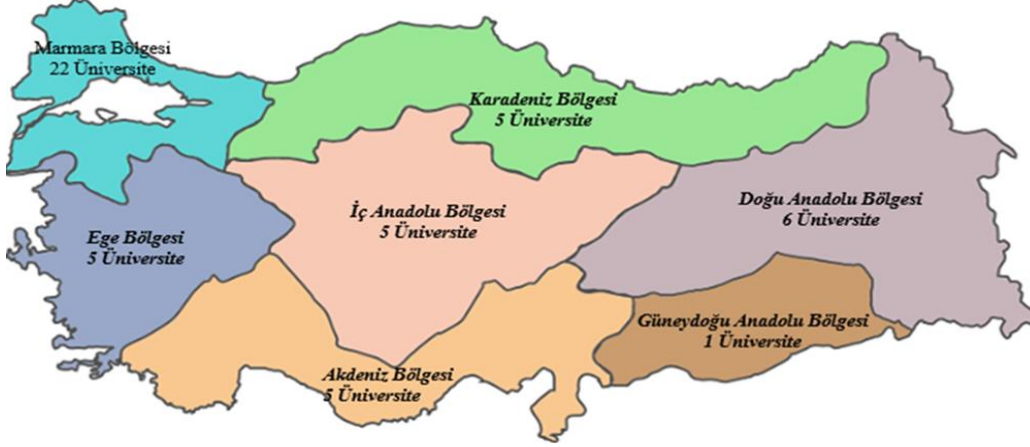 Marmara Bölgesi
22 Üniversite
Karadeniz Bölgesi
5 Üniversite
Doğu Anadolu Bölgesi
6 Üniversite
İç Anadolu Bölgesi
5 Üniversite
Ege Bölgesi
5 Üniversite
Güneydoğu Anadolu Bölgesi
1 Üniversite
Akdeniz Bölgesi
5 Üniversite